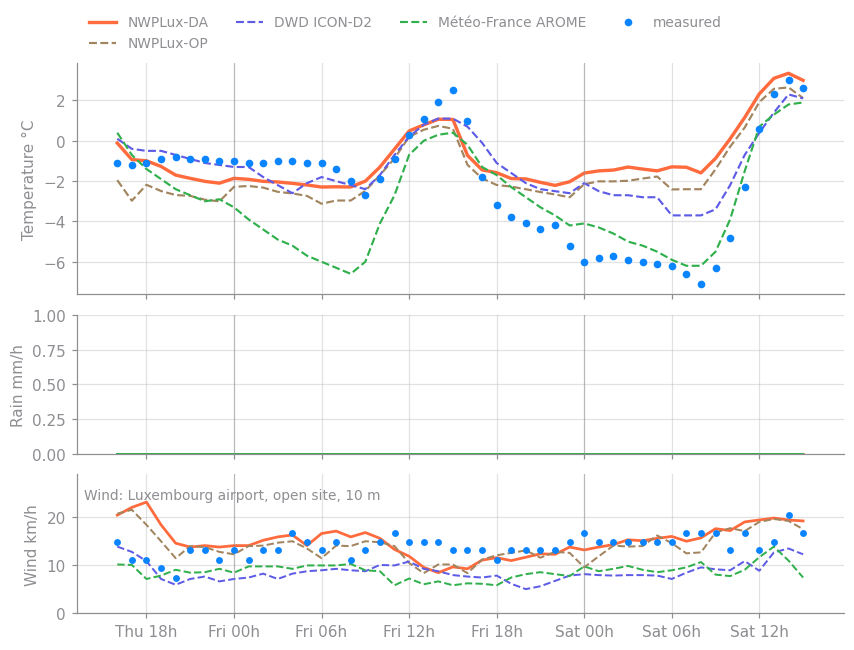 NWPLux-DA DWD ICON-D2 Météo-France AROME measured
NWPLux-OP
Temperature °C
2
0
−2
−4
−6
Rain mm/h
1.00
0.75
0.50
0.25
0.00
Wind: Luxembourg airport, open site, 10 m
Wind km/h
20
10
0
Thu 18h Fri 00h Fri 06h Fri 12h Fri 18h Sat 00h Sat 06h Sat 12h